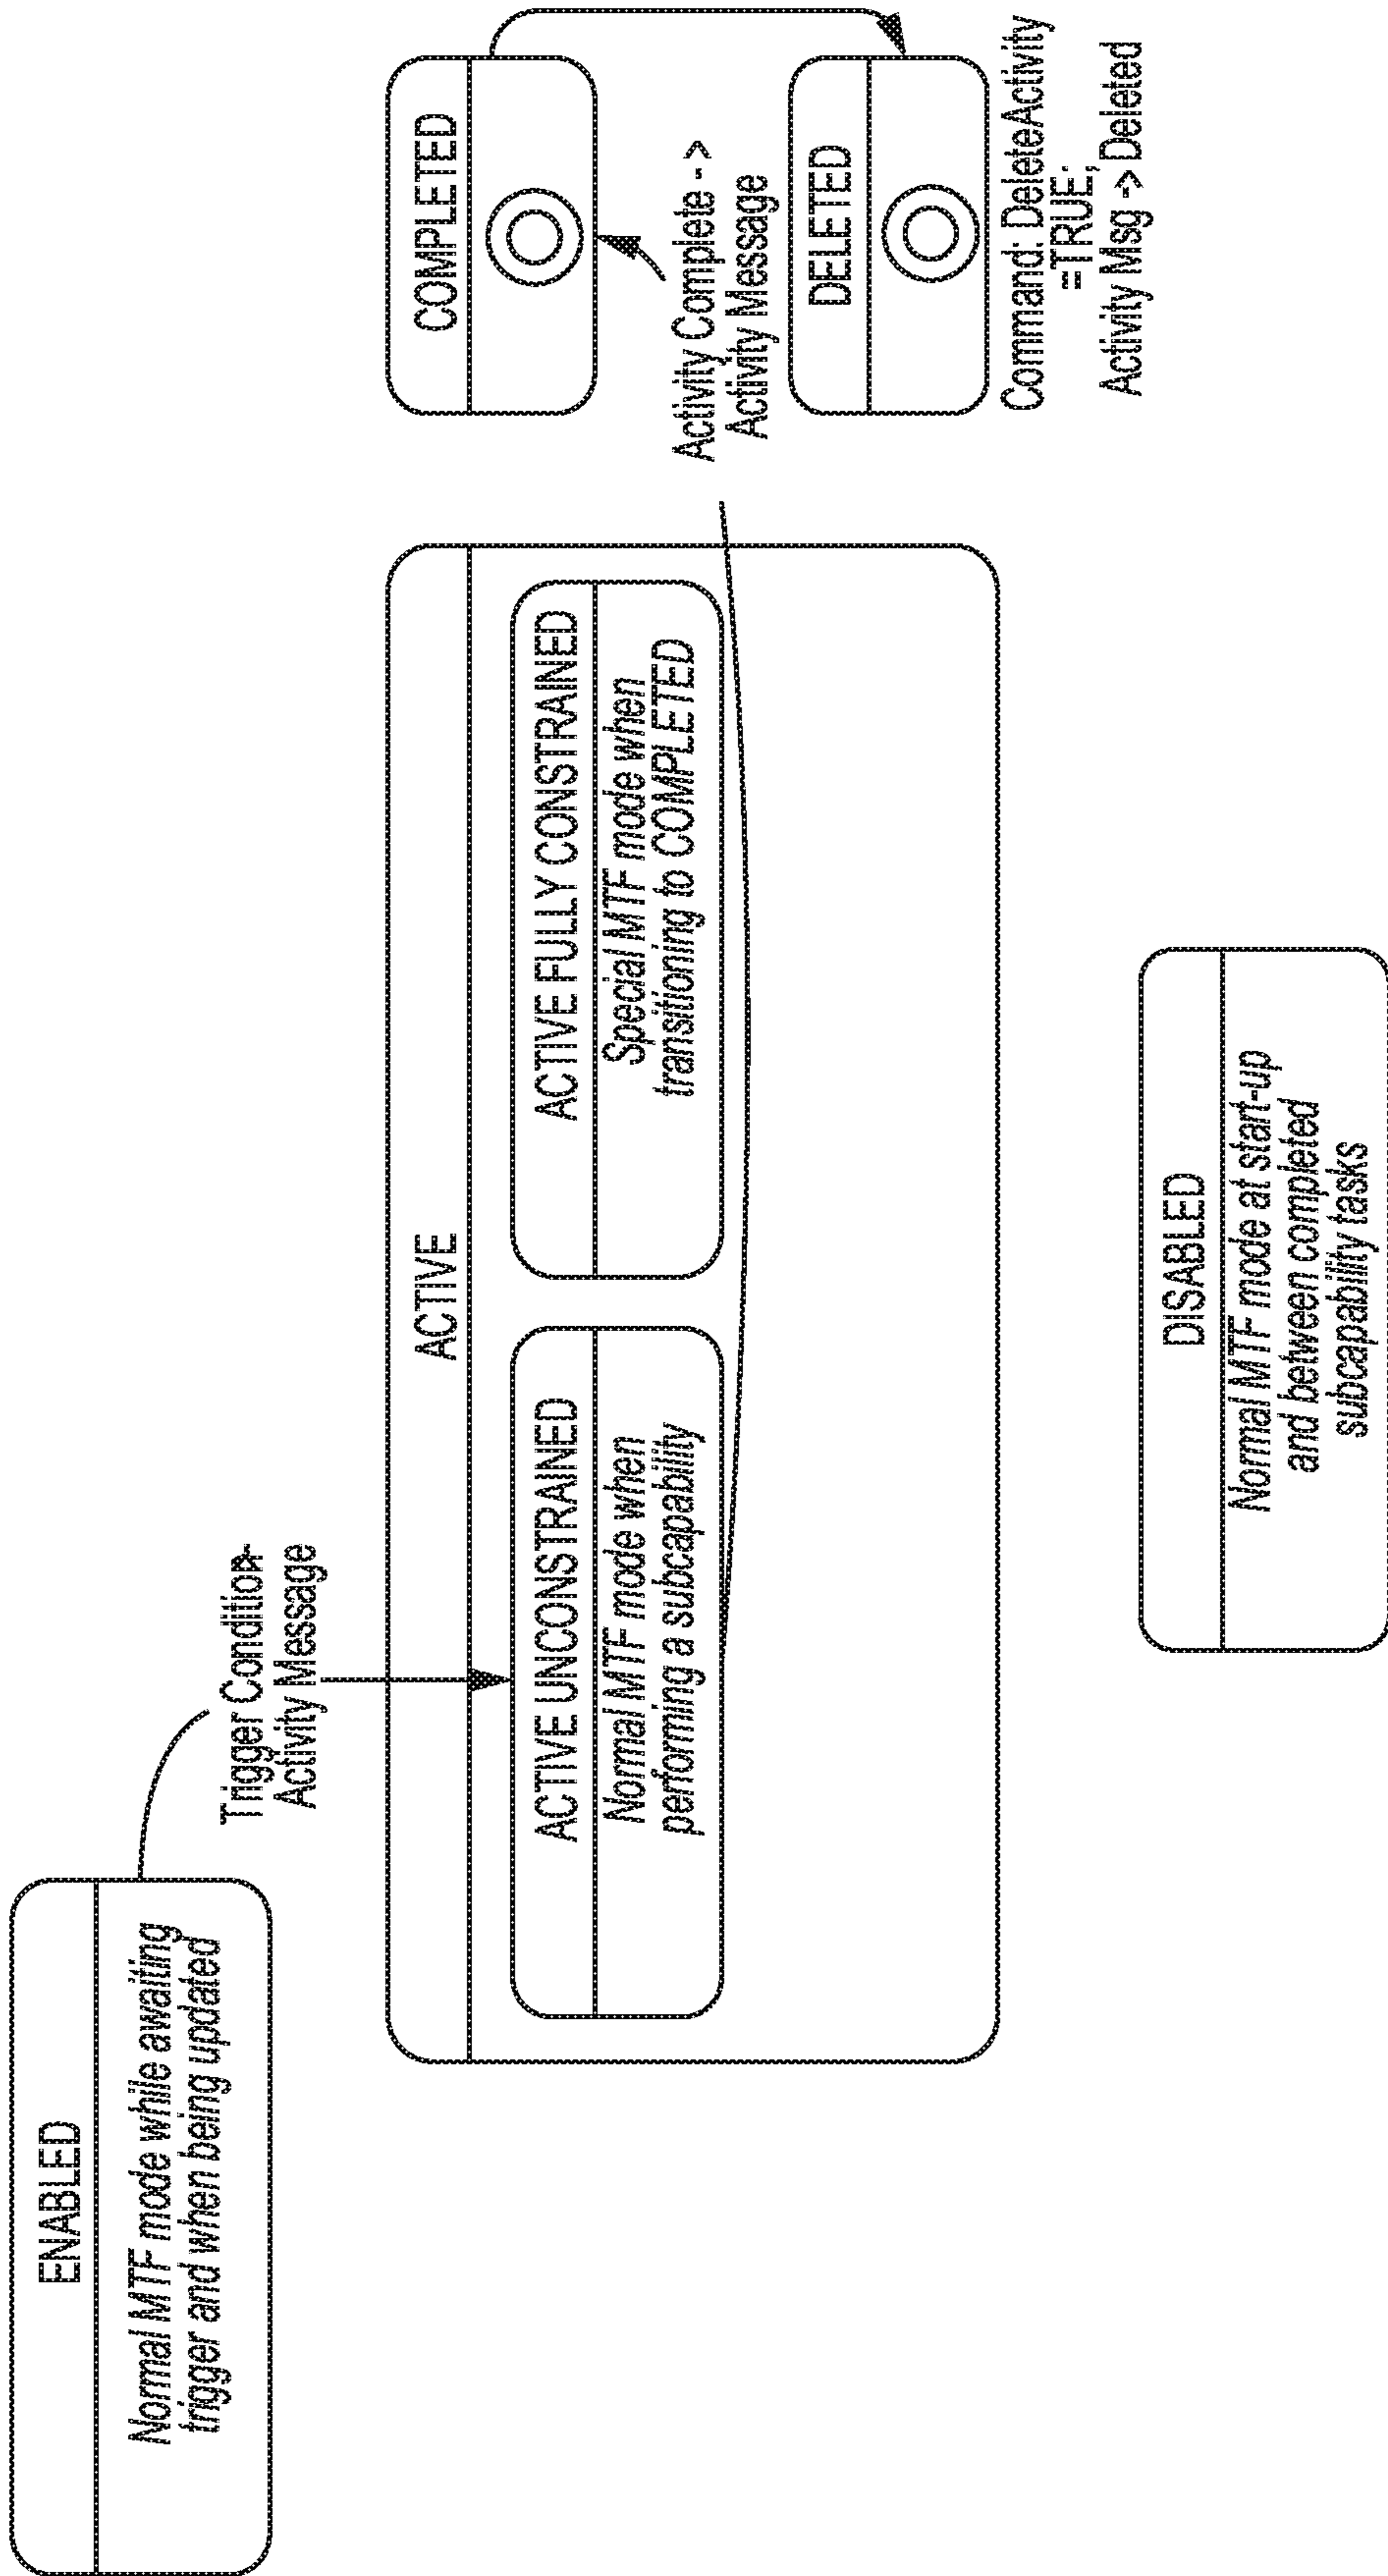 ENABLED
Normal MTF mode while awaiting
trigger and when being updated
Trigger Condition-
Activity Message
ACTIVE
ACTIVE UNCONSTRAINED
Normal MTF mode when
performing a subcapability
ACTIVE FULLY CONSTRAINED
Special MTF mode when
transitioning to COMPLETED
COMPLETED
Activity Complete - >
Activity Message
DELETED
Command: DeleteActivity
=TRUE;
Activity Msg -> Deleted
DISABLED
Normal MTF mode at start-up
and between completed
subcapability tasks